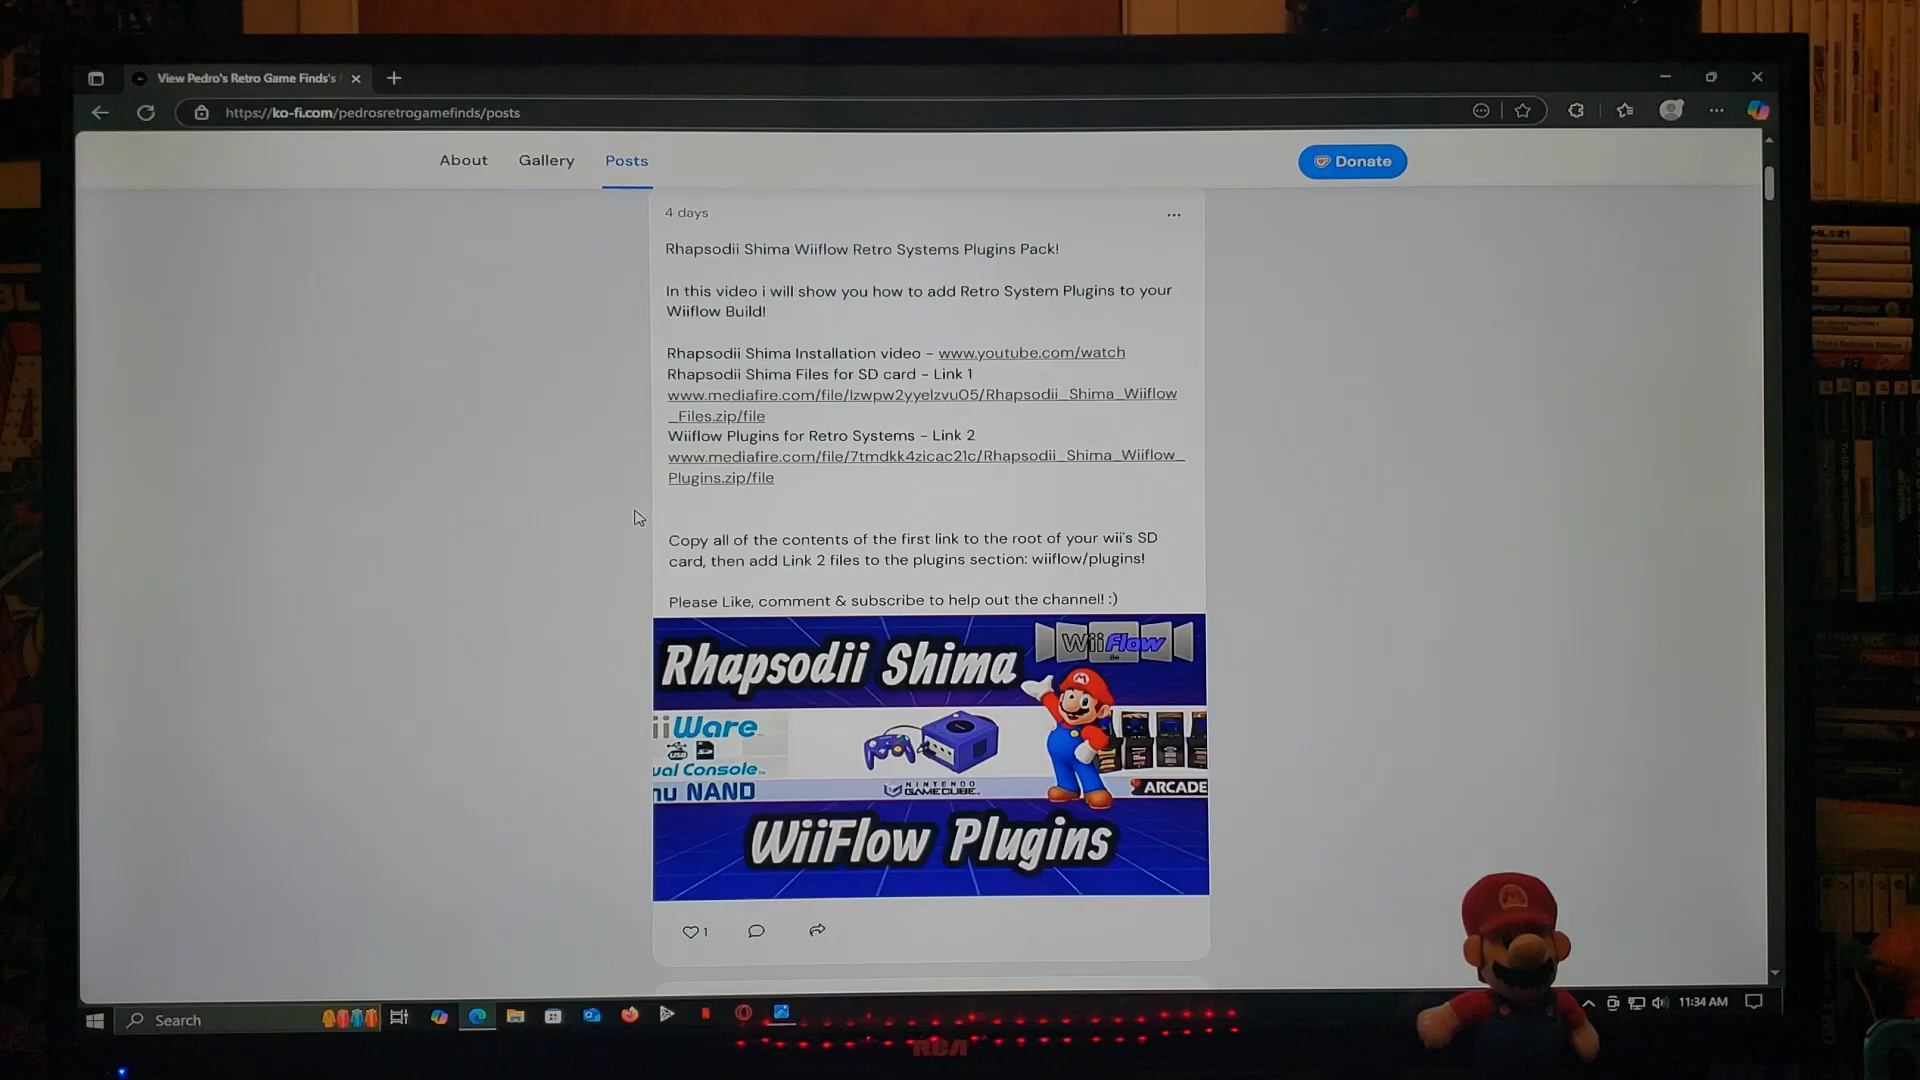 View Pedro's Retro Game Finds's
https://ko-fi.com/pedrosretrogamefinds/posts
About Gallery Posts Donate
4 days
Rhapsodii Shima Wiiflow Retro Systems Plugins Pack!
In this video i will show you how to add Retro System Plugins to your
Wiiflow Build!
Rhapsodii Shima Installation video - www.youtube.com/watch
Rhapsodii Shima Files for SD card - Link 1
www.mediafire.com/file/lzwpw2yyelzvu05/Rhapsodii_Shima_Wiiflow
_Files.zip/file
Wiiflow Plugins for Retro Systems - Link 2
www.mediafire.com/file/7tmdkk4zicac21c/Rhapsodii_Shima_Wiiflow_
Plugins.zip/file
Copy all of the contents of the first link to the root of your wii's SD
card, then add Link 2 files to the plugins section: wiiflow/plugins!
Please Like, comment & subscribe to help out the channel! :)
Rhapsodii Shima
WiiFlow
iiWare
ual Console
nu NAND
NINTENDO
GAMECUBE
ARCADE
WiiFlow Plugins
1
Search
11:34 AM
RCA